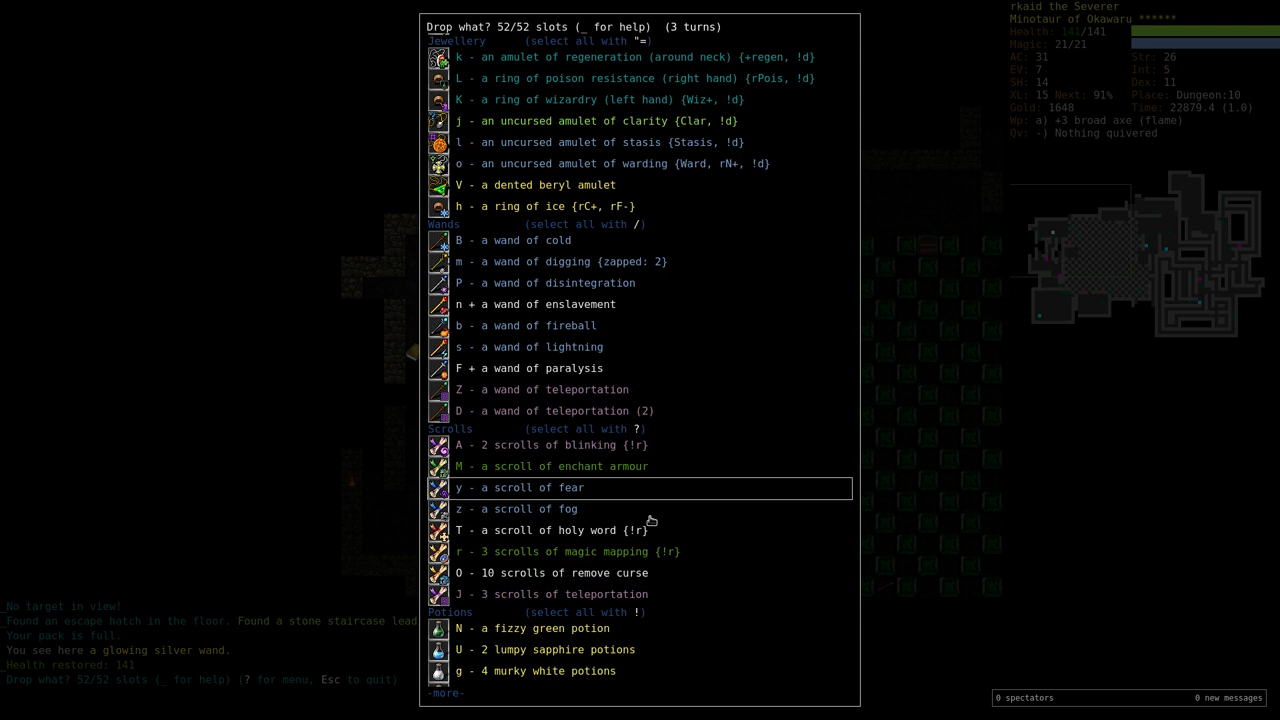 Drop what? 52/52 slots (_ for help)  (3 turns)
Jewellery      (select all with "=)
k - an amulet of regeneration (around neck) {+regen, !d}
L - a ring of poison resistance (right hand) {rPois, !d}
K - a ring of wizardry (left hand) {Wiz+, !d}
j - an uncursed amulet of clarity {Clar, !d}
l - an uncursed amulet of stasis {Stasis, !d}
o - an uncursed amulet of warding {Ward, rN+, !d}
V - a dented beryl amulet
h - a ring of ice {rC+, rF-}
Wands          (select all with /)
B - a wand of cold
m - a wand of digging {zapped: 2}
P - a wand of disintegration
n + a wand of enslavement
b - a wand of fireball
s - a wand of lightning
F + a wand of paralysis
Z - a wand of teleportation
D - a wand of teleportation (2)
Scrolls        (select all with ?)
A - 2 scrolls of blinking {!r}
M - a scroll of enchant armour
y - a scroll of fear
z - a scroll of fog
T - a scroll of holy word {!r}
r - 3 scrolls of magic mapping {!r}
O - 10 scrolls of remove curse
J - 3 scrolls of teleportation
Potions        (select all with !)
N - a fizzy green potion
U - 2 lumpy sapphire potions
g - 4 murky white potions
-more-
rkaid the Severer
Minotaur of Okawaru ******
Health: 141/141
Magic: 21/21
AC: 31 Str: 26
EV: 7 Int: 5
SH: 14 Dex: 11
XL: 15 Next: 91% Place: Dungeon:10
Gold: 1648 Time: 22879.4 (1.0)
Wp: a) +3 broad axe (flame)
Qv: -) Nothing quivered
_No target in view!
_Found an escape hatch in the floor. Found a stone staircase lead
Your pack is full.
You see here a glowing silver wand.
_Health restored: 141
Drop what? 52/52 slots (_ for help) (? for menu, Esc to quit)
0 spectators 0 new messages